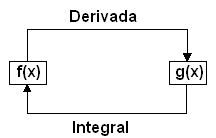 Derivada
f(x)
g(x)
Integral